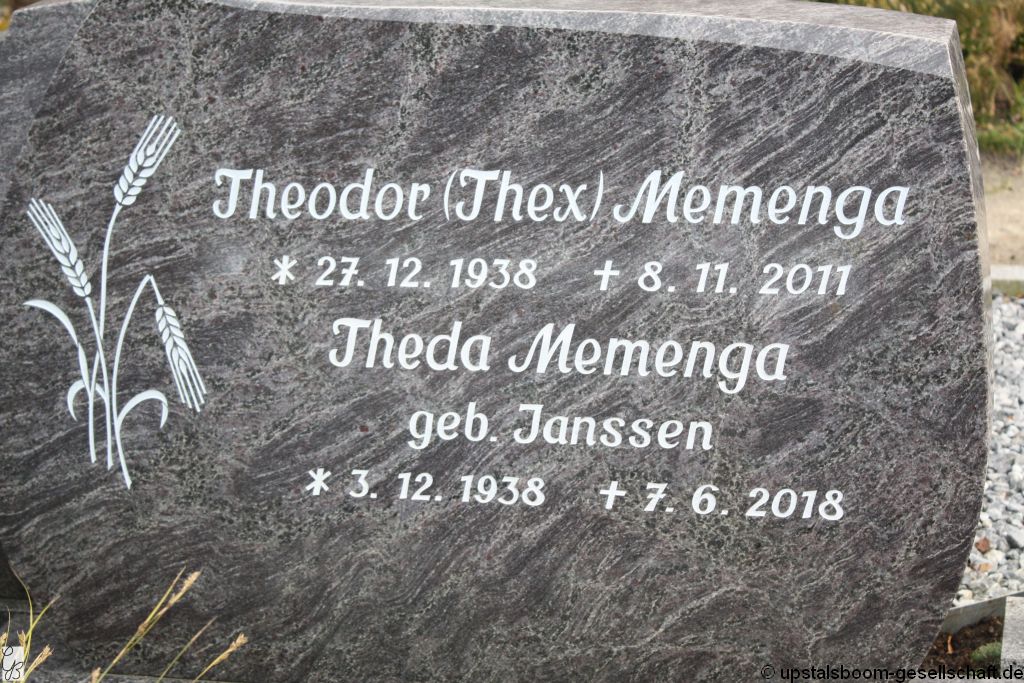 Theodor (Thex) Memenga
* 27. 12. 1938 + 8. 11. 2011
Theda Memenga
geb. Janssen
* 3. 12. 1938 + 7. 6. 2018
© upstalsboom-gesellschaft.de